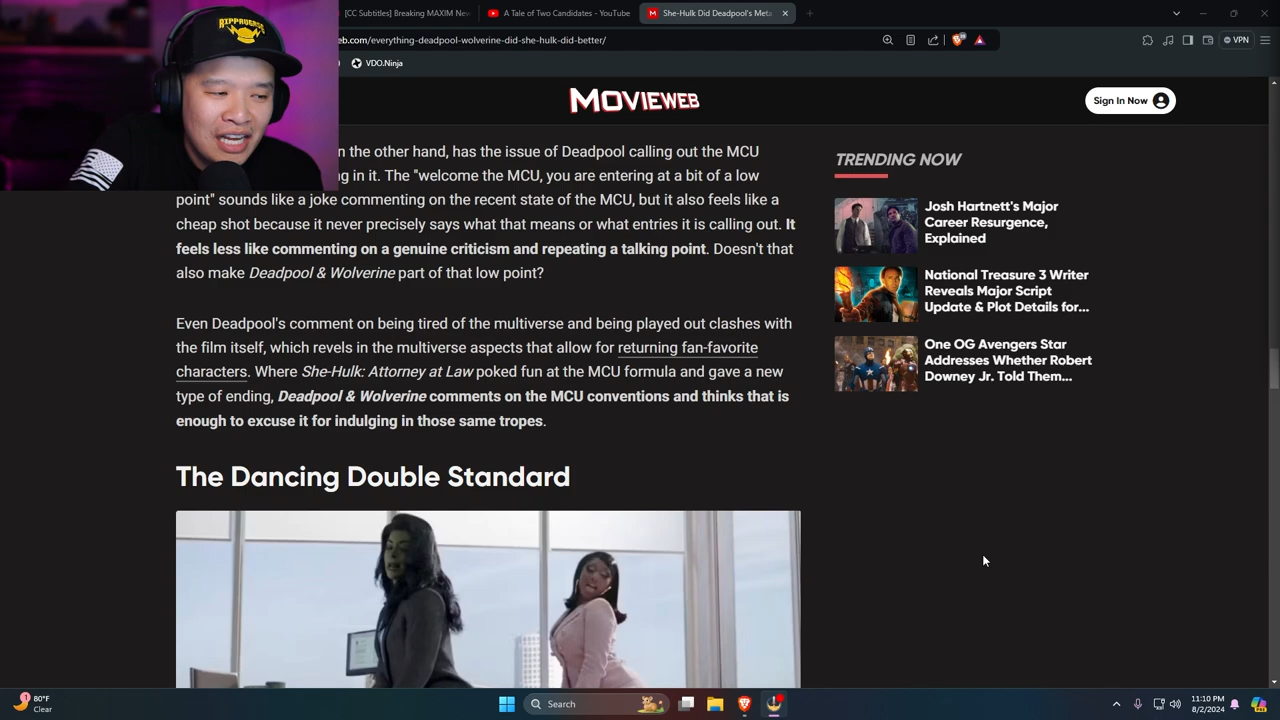 RIPPAVERSE
[CC Subtitles] Breaking MAXIM Nev
A Tale of Two Candidates - YouTube
She-Hulk Did Deadpool's Meta
eb.com/everything-deadpool-wolverine-did-she-hulk-did-better/
VPN
VDO.Ninja
MOVIEWEB
Sign In Now
n the other hand, has the issue of Deadpool calling out the MCU
ng in it. The "welcome the MCU, you are entering at a bit of a low
point" sounds like a joke commenting on the recent state of the MCU, but it also feels like a
cheap shot because it never precisely says what that means or what entries it is calling out. It
feels less like commenting on a genuine criticism and repeating a talking point. Doesn't that
also make Deadpool & Wolverine part of that low point?
Even Deadpool's comment on being tired of the multiverse and being played out clashes with
the film itself, which revels in the multiverse aspects that allow for returning fan-favorite
characters. Where She-Hulk: Attorney at Law poked fun at the MCU formula and gave a new
type of ending, Deadpool & Wolverine comments on the MCU conventions and thinks that is
enough to excuse it for indulging in those same tropes.
The Dancing Double Standard
TRENDING NOW
Josh Hartnett's Major
Career Resurgence,
Explained
National Treasure 3 Writer
Reveals Major Script
Update & Plot Details for...
One OG Avengers Star
Addresses Whether Robert
Downey Jr. Told Them...
80°F
Clear
Search
11:10 PM
8/2/2024